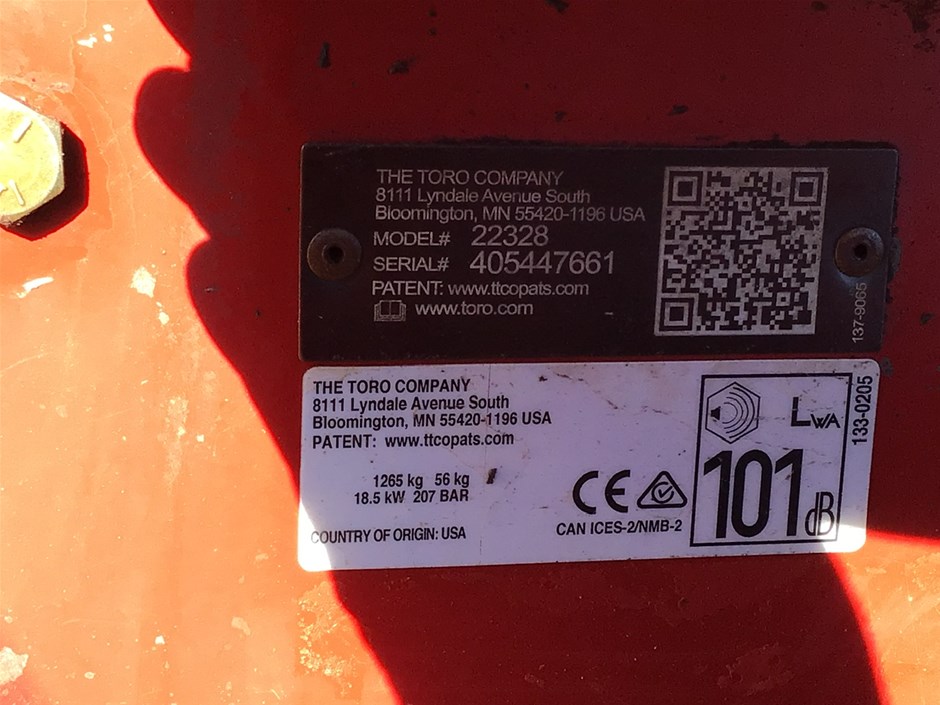 THE TORO COMPANY
8111 Lyndale Avenue South
Bloomington, MN 55420-1196 USA
MODEL# 22328
SERIAL# 405447661
PATENT: www.ttcopats.com
www.toro.com
137-9065
THE TORO COMPANY
8111 Lyndale Avenue South
Bloomington, MN 55420-1196 USA
PATENT: www.ttcopats.com
1265 kg 56 kg
18.5 kW 207 BAR
COUNTRY OF ORIGIN: USA
CE
CAN ICES-2/NMB-2
LWA
101 dB
133-0205